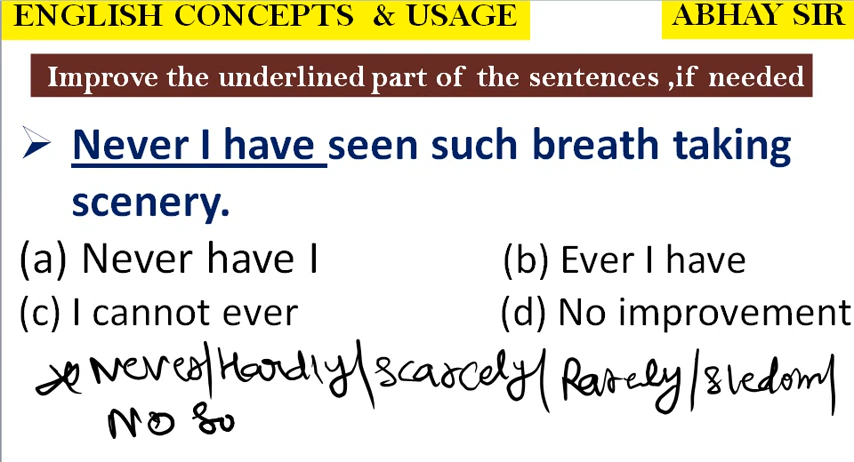 ENGLISH CONCEPTS & USAGE ABHAY SIR
Improve the underlined part of the sentences ,if needed
➢ Never I have seen such breath taking
scenery.
(a) Never have I (b) Ever I have
(c) I cannot ever (d) No improvement
* Never/Hardly/scarcely/Rarely/sledom/
No so